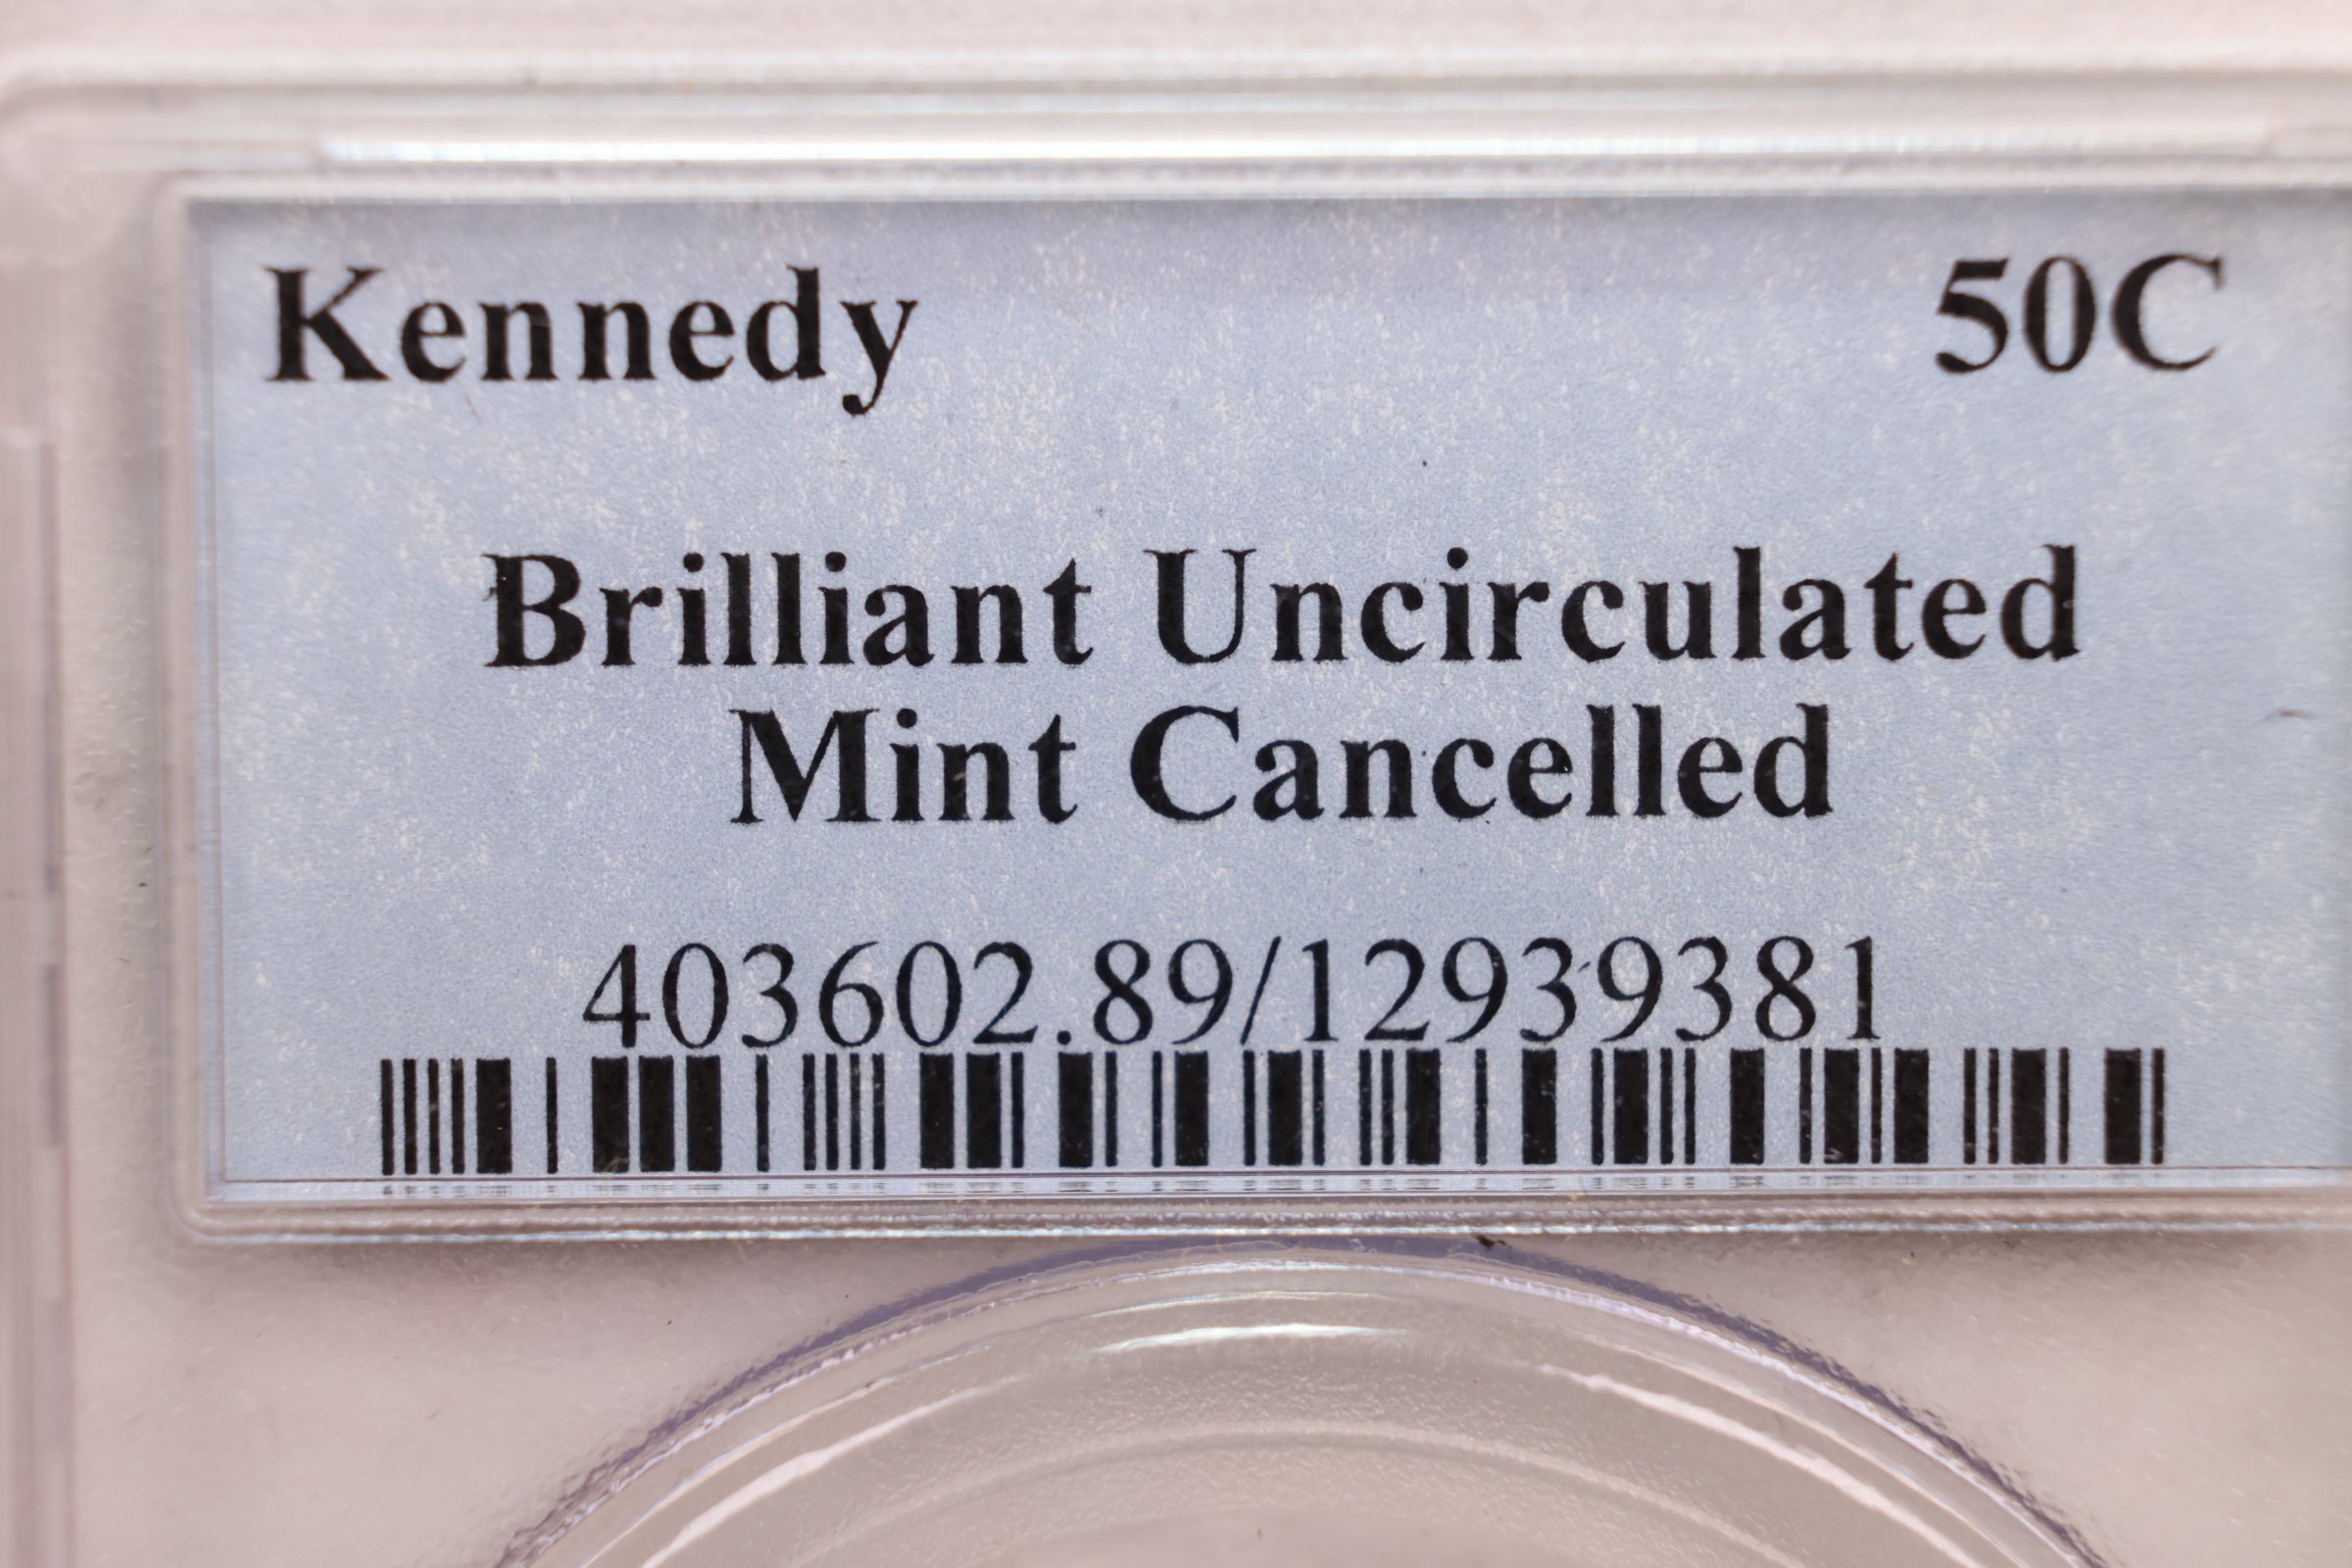 Kennedy 50C
Brilliant Uncirculated
Mint Cancelled
403602.89/12939381